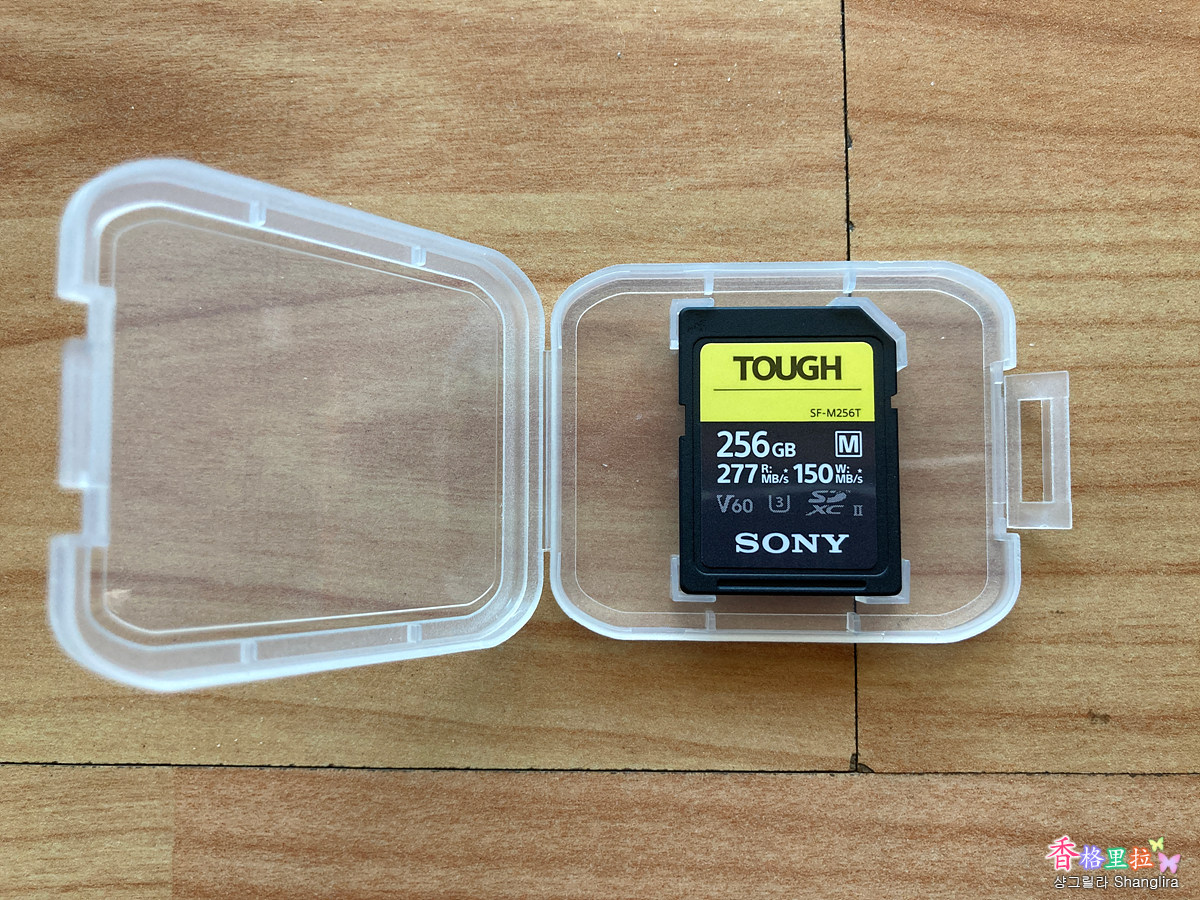 TOUGH
SF-M256T
256GB M
277 R:* MB/s 150 W:* MB/s
V60 3 SD XC II
SONY
香格里拉
샹그릴라 Shanglira